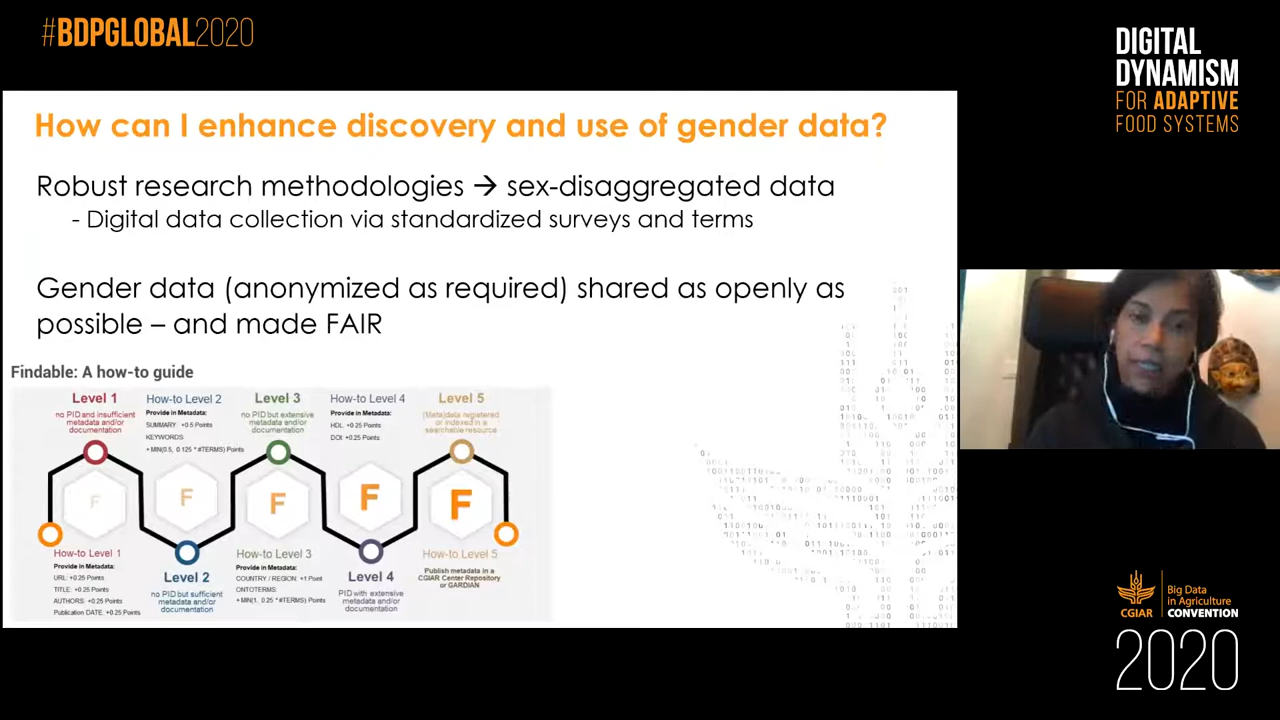 #BDPGLOBAL2020
DIGITAL
DYNAMISM
FOR ADAPTIVE
FOOD SYSTEMS
How can I enhance discovery and use of gender data?
Robust research methodologies → sex-disaggregated data
- Digital data collection via standardized surveys and terms
Gender data (anonymized as required) shared as openly as
possible – and made FAIR
Findable: A how-to guide
Level 1
no PID and insufficient
metadata and/or
documentation
How-to Level 2
Provide in Metadata:
SUMMARY: +0.5 Points
KEYWORDS
+ MIN(0.5, 0.125 *#TERMS) Points
Level 3
no PID but extensive
metadata and/or
documentation
How-to Level 4
Provide in Metadata:
HDL: +0.25 Points
DOI: +0.25 Points
Level 5
(Meta)data registered
or indexed in a
searchable resource
F
F
F
F
F
How-to Level 1
Provide in Metadata:
URL: +0.25 Points
TITLE: +0.25 Points
AUTHORS: +0.25 Points
Publication DATE: +0.25 Points
Level 2
no PID but sufficient
metadata and/or
documentation
How-to Level 3
Provide in Metadata:
COUNTRY / REGION: +1 Point
ONTOTERMS:
+ MIN(1, 0.25 *#TERMS) Points
Level 4
PID with extensive
metadata and/or
documentation
How-to Level 5
Publish metadata in a
CGIAR Center Repository
or GARDIAN
CGIAR
Big Data
in Agriculture
CONVENTION
2020